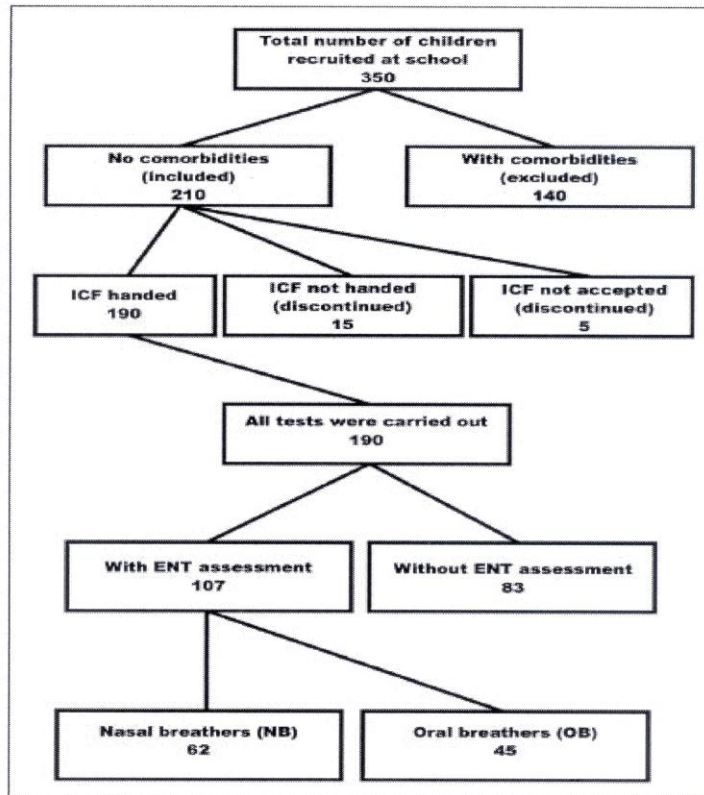 Total number of children
recruited at school
350
No comorbidities
(included)
210
With comorbidities
(excluded)
140
ICF handed
190
ICF not handed
(discontinued)
15
ICF not accepted
(discontinued)
5
All tests were carried out
190
With ENT assessment
107
Without ENT assessment
83
Nasal breathers (NB)
62
Oral breathers (OB)
45